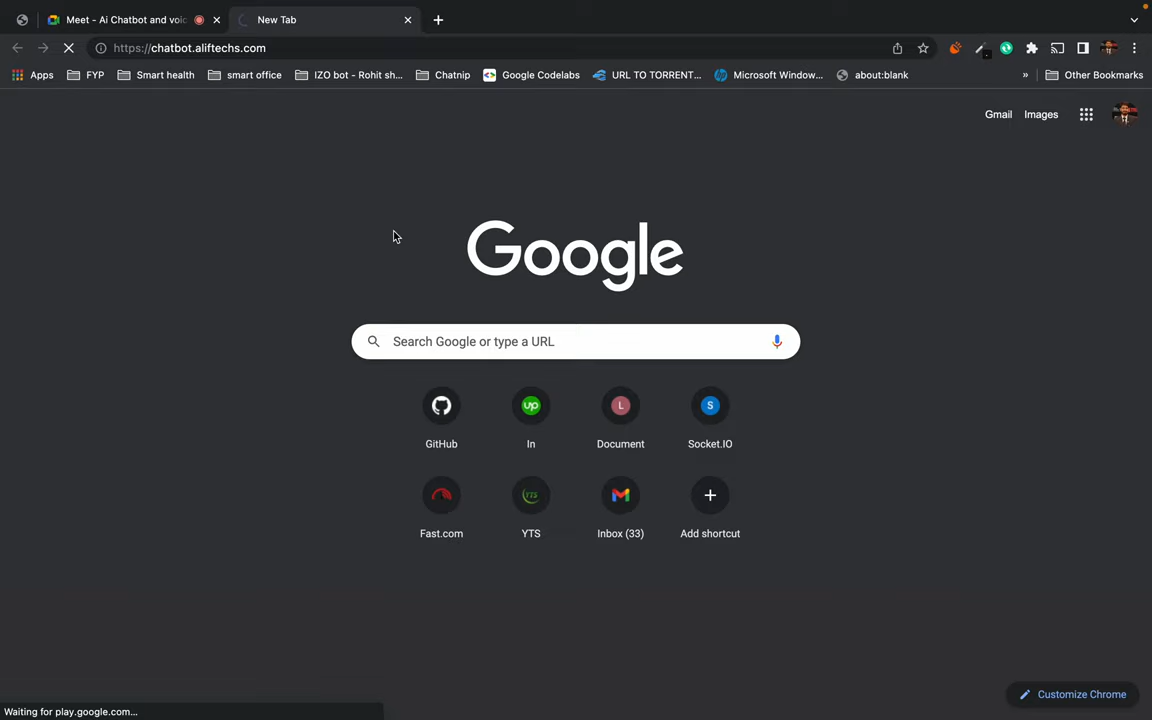 Meet - Ai Chatbot and voic
New Tab
https://chatbot.aliftechs.com
Apps FYP Smart health smart office IZO bot - Rohit sh... Chatnip Google Codelabs URL TO TORRENT... Microsoft Window... about:blank » Other Bookmarks
Gmail Images
Google
Search Google or type a URL
up L S
GitHub In Document Socket.IO
YTS
Fast.com YTS Inbox (33) Add shortcut
Customize Chrome
Waiting for play.google.com...